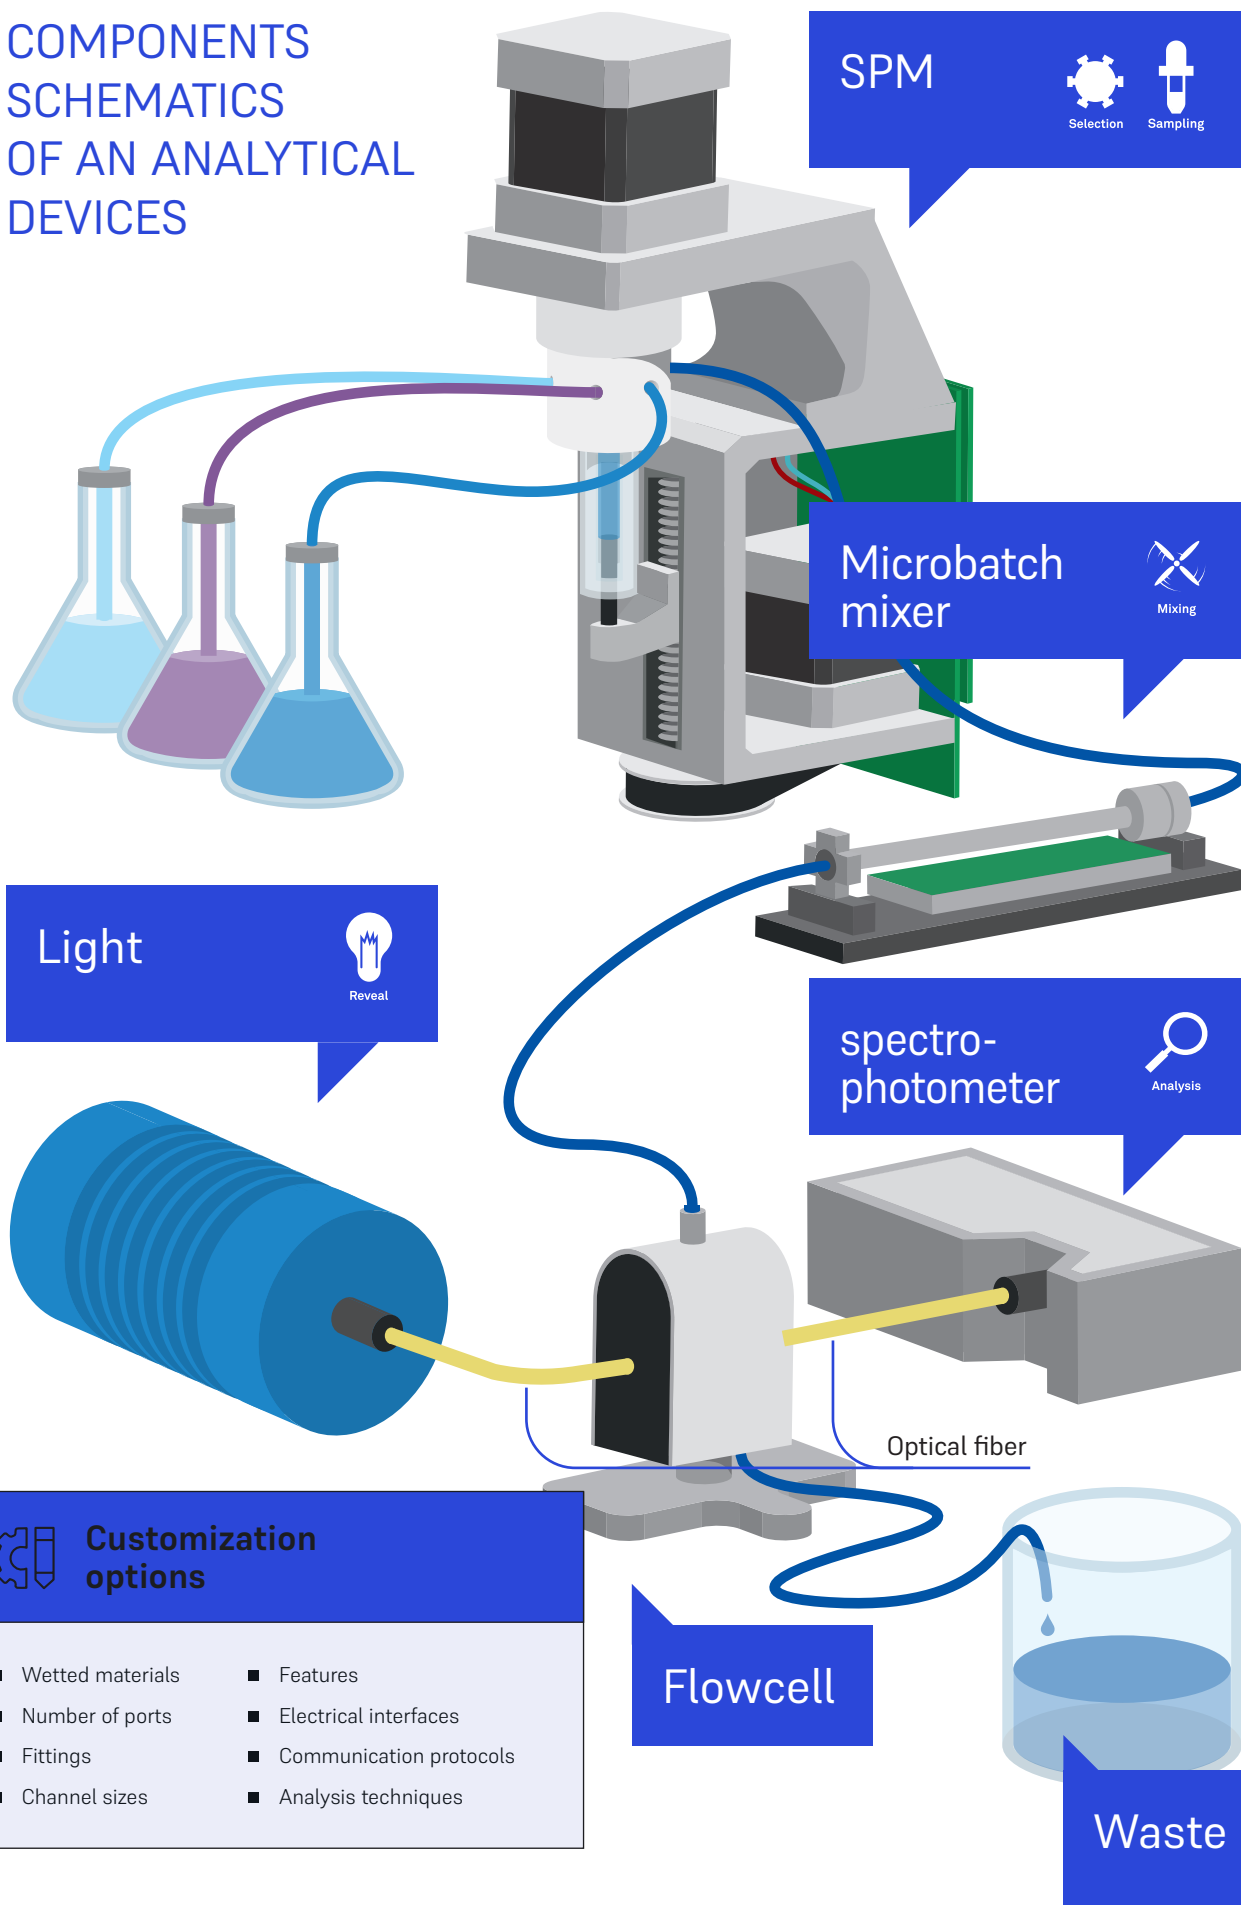 COMPONENTS
SCHEMATICS
OF AN ANALYTICAL
DEVICES
SPM
Selection
Sampling
Microbatch
mixer
Mixing
Light
Reveal
spectro-
photometer
Analysis
Optical fiber
Customization
options
Wetted materials
Number of ports
Fittings
Channel sizes
Features
Electrical interfaces
Communication protocols
Analysis techniques
Flowcell
Waste